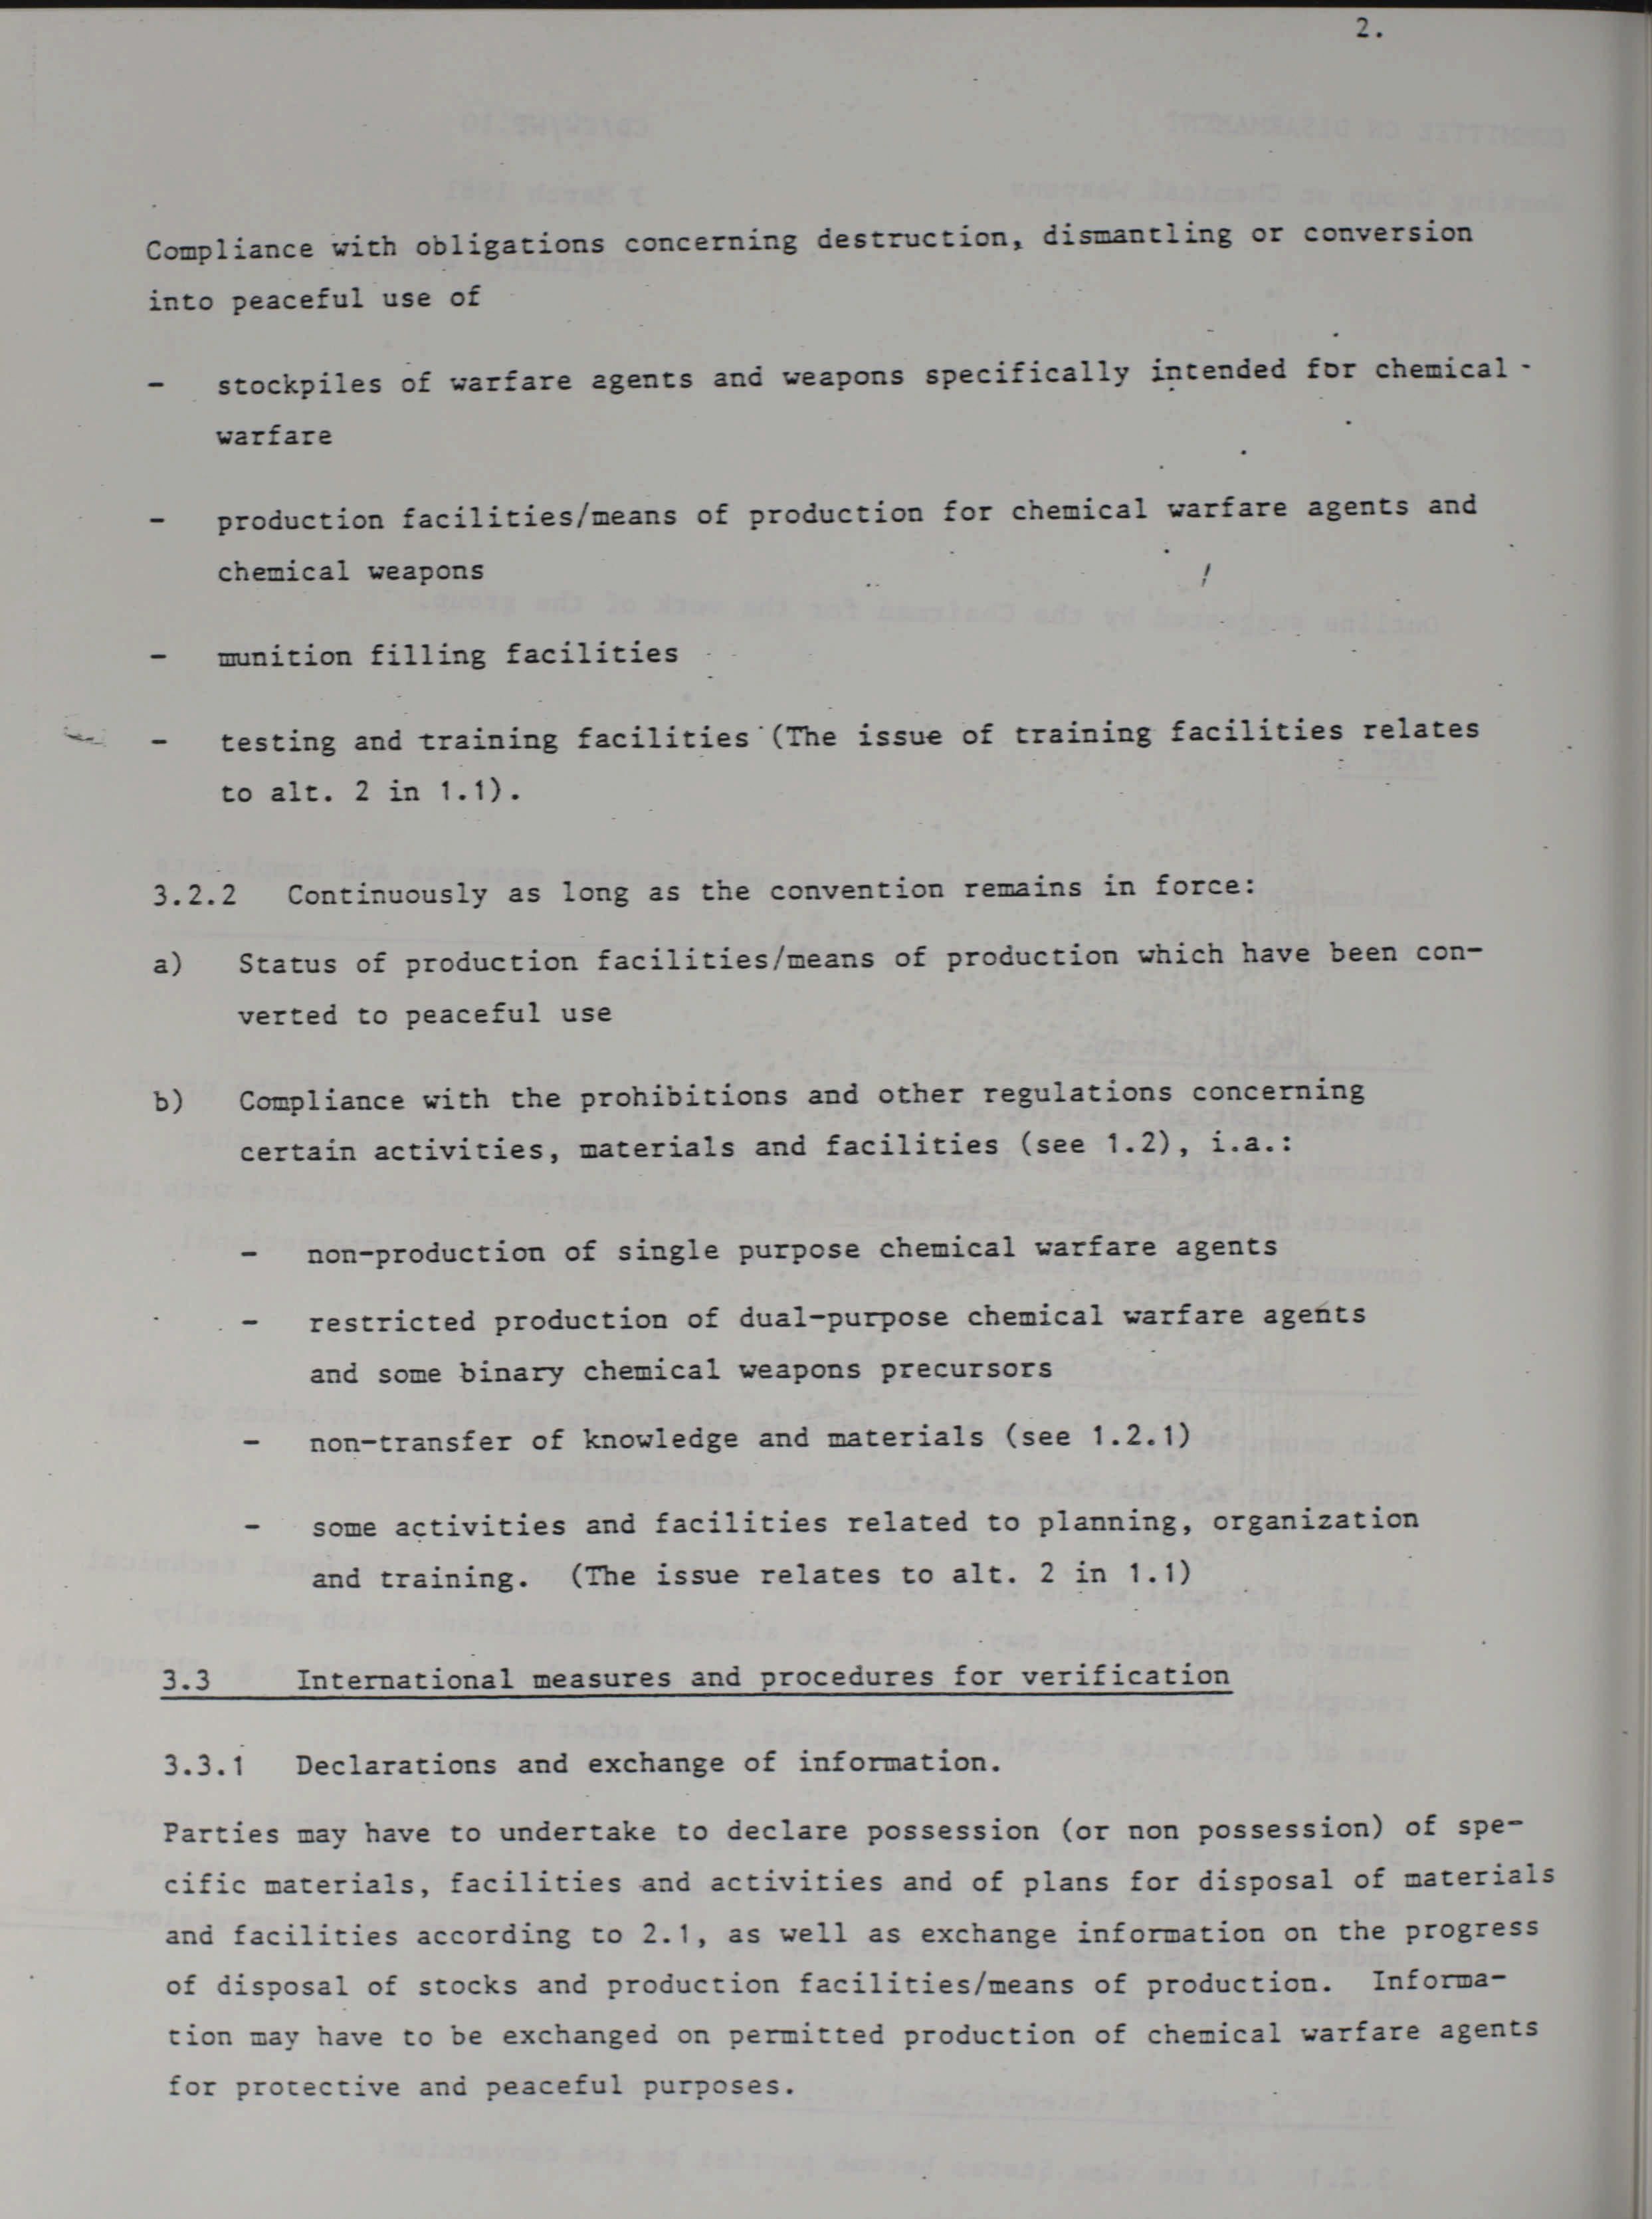 2.
Compliance with obligations concerning destruction, dismantling or conversion
into peaceful use of
- stockpiles of warfare agents and weapons specifically intended for chemical
warfare
- production facilities/means of production for chemical warfare agents and
chemical weapons
- munition filling facilities
- testing and training facilities (The issue of training facilities relates
to alt. 2 in 1.1).
3.2.2 Continuously as long as the convention remains in force:
a) Status of production facilities/means of production which have been con-
verted to peaceful use
b) Compliance with the prohibitions and other regulations concerning
certain activities, materials and facilities (see 1.2), i.a.:
- non-production of single purpose chemical warfare agents
- restricted production of dual-purpose chemical warfare agents
and some binary chemical weapons precursors
- non-transfer of knowledge and materials (see 1.2.1)
- some activities and facilities related to planning, organization
and training. (The issue relates to alt. 2 in 1.1)
3.3 International measures and procedures for verification
3.3.1 Declarations and exchange of information.
Parties may have to undertake to declare possession (or non possession) of spe-
cific materials, facilities and activities and of plans for disposal of materials
and facilities according to 2.1, as well as exchange information on the progress
of disposal of stocks and production facilities/means of production. Informa-
tion may have to be exchanged on permitted production of chemical warfare agents
for protective and peaceful purposes.